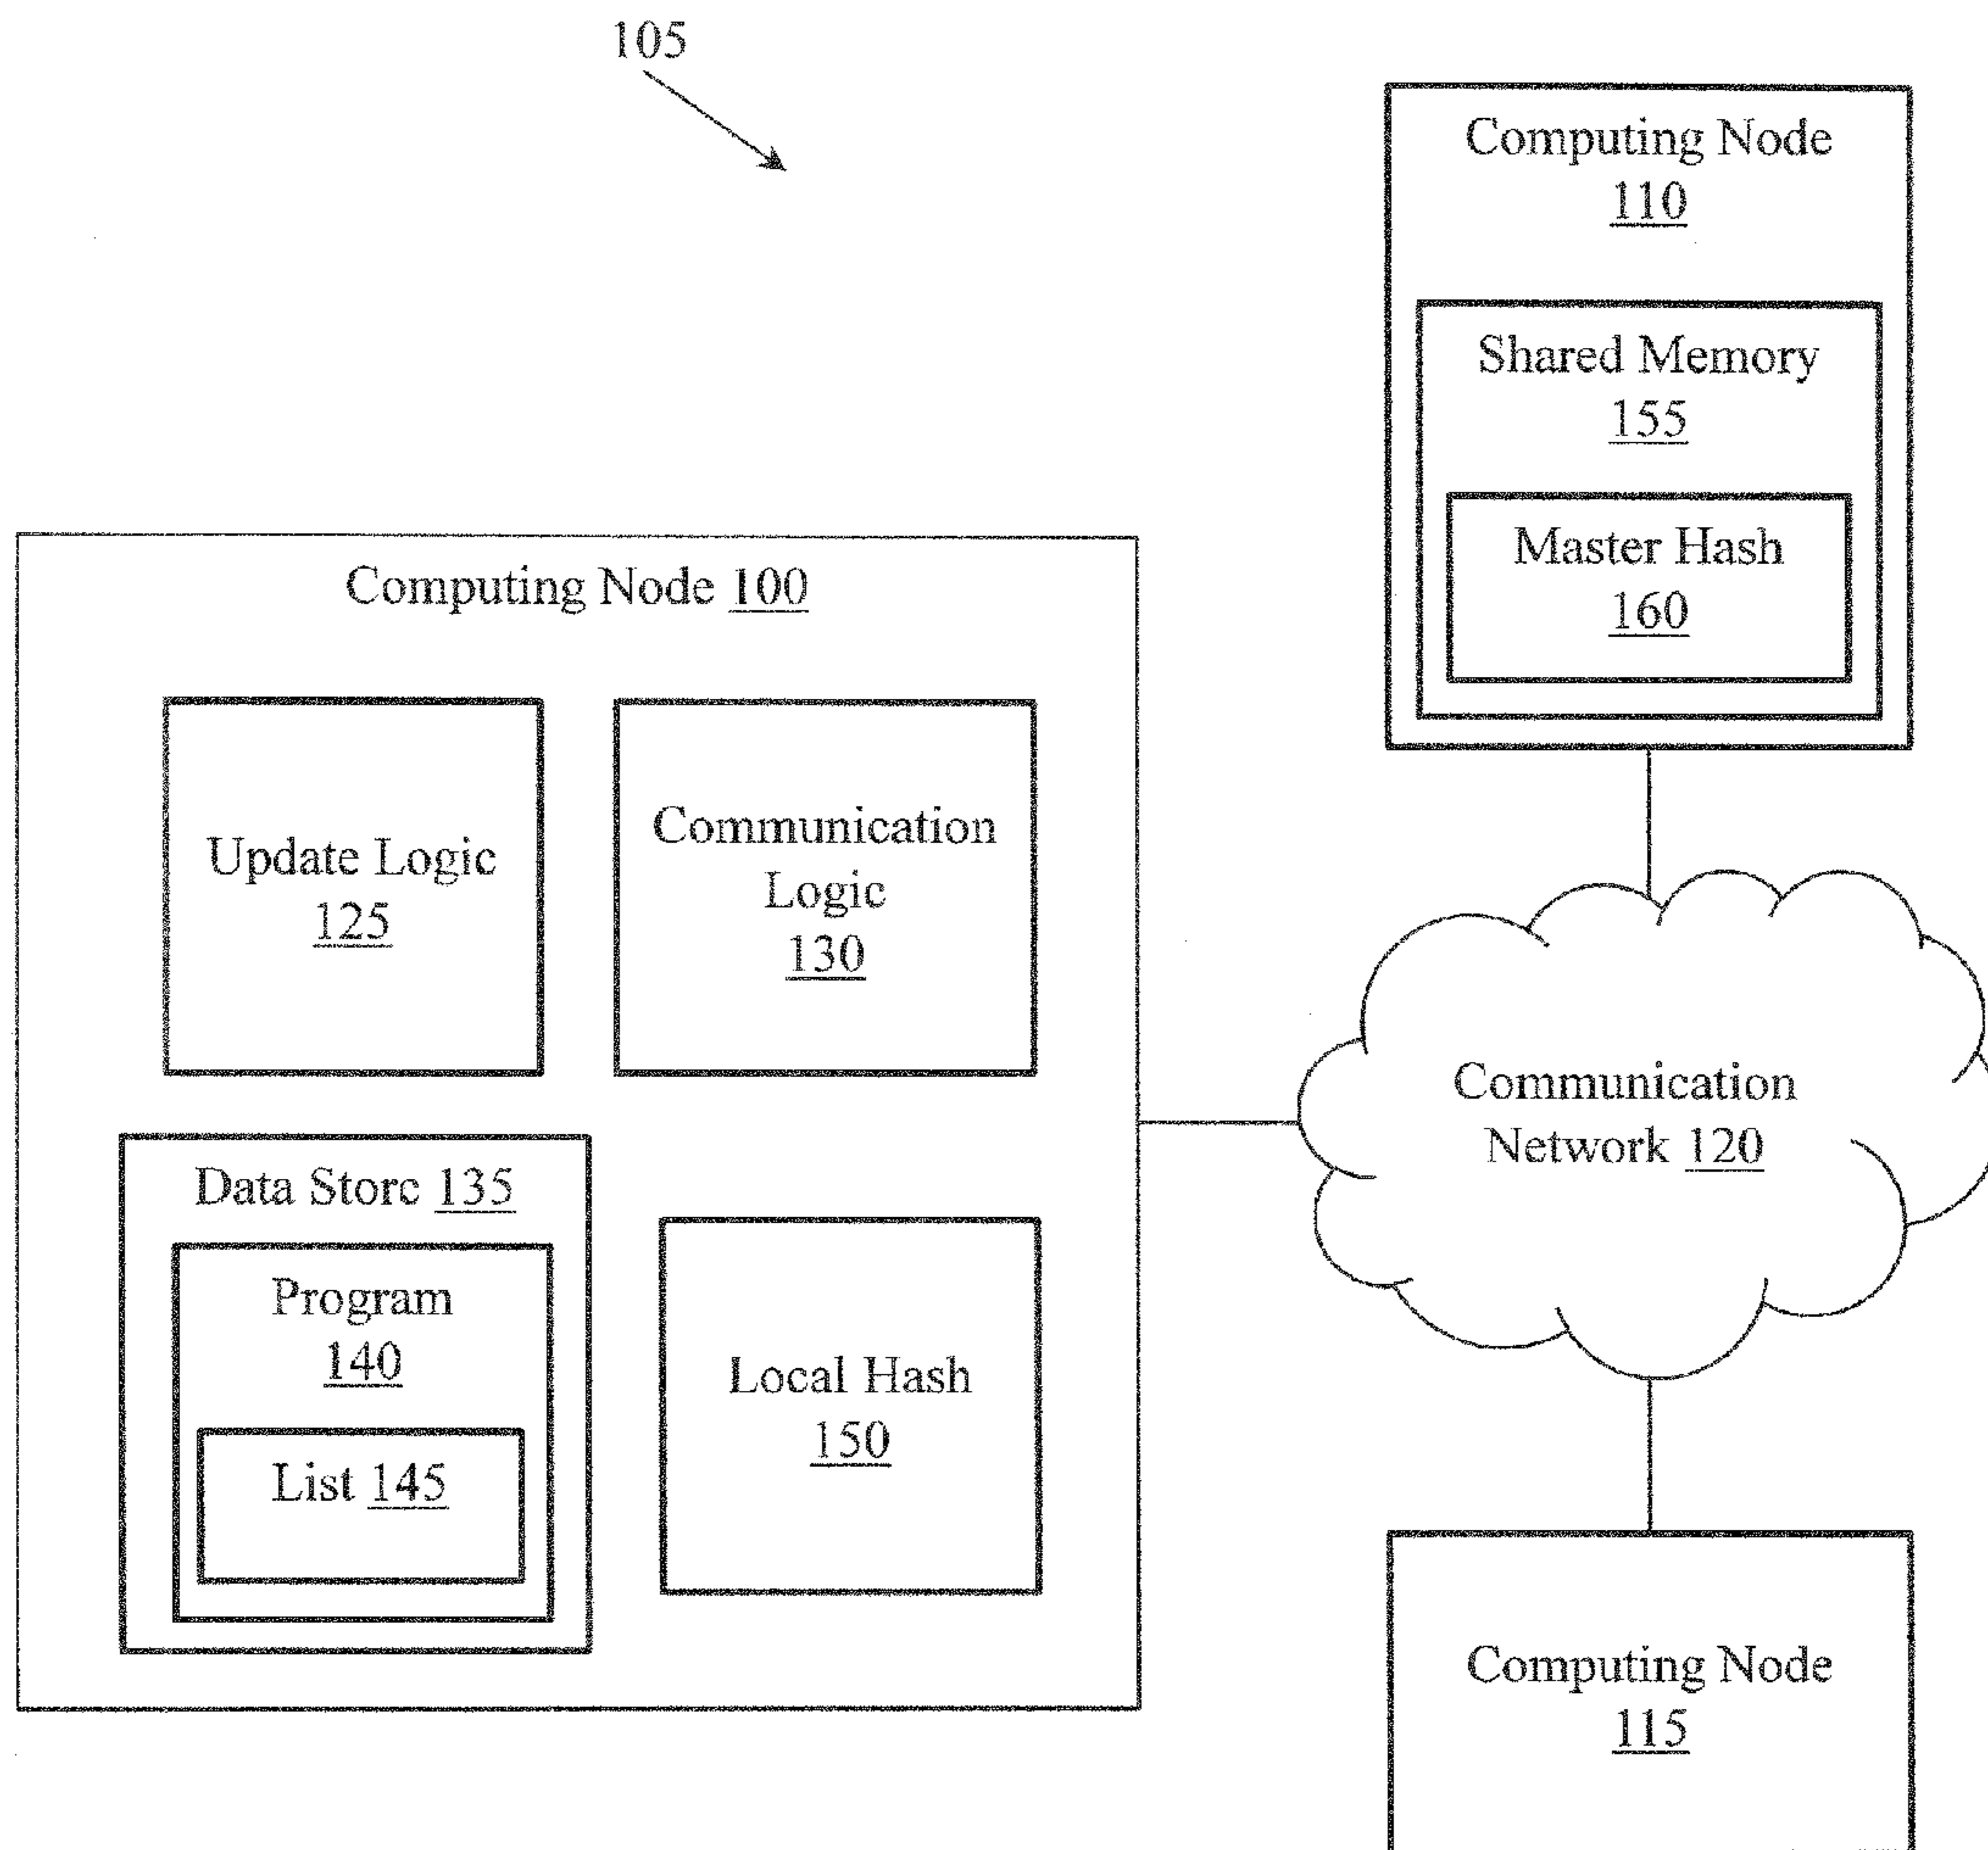 105
Computing Node
110
Shared Memory
155
Master Hash
160
Computing Node 100
Update Logic
125
Communication
Logic
130
Data Store 135
Program
140
List 145
Local Hash
150
Communication
Network 120
Computing Node
115